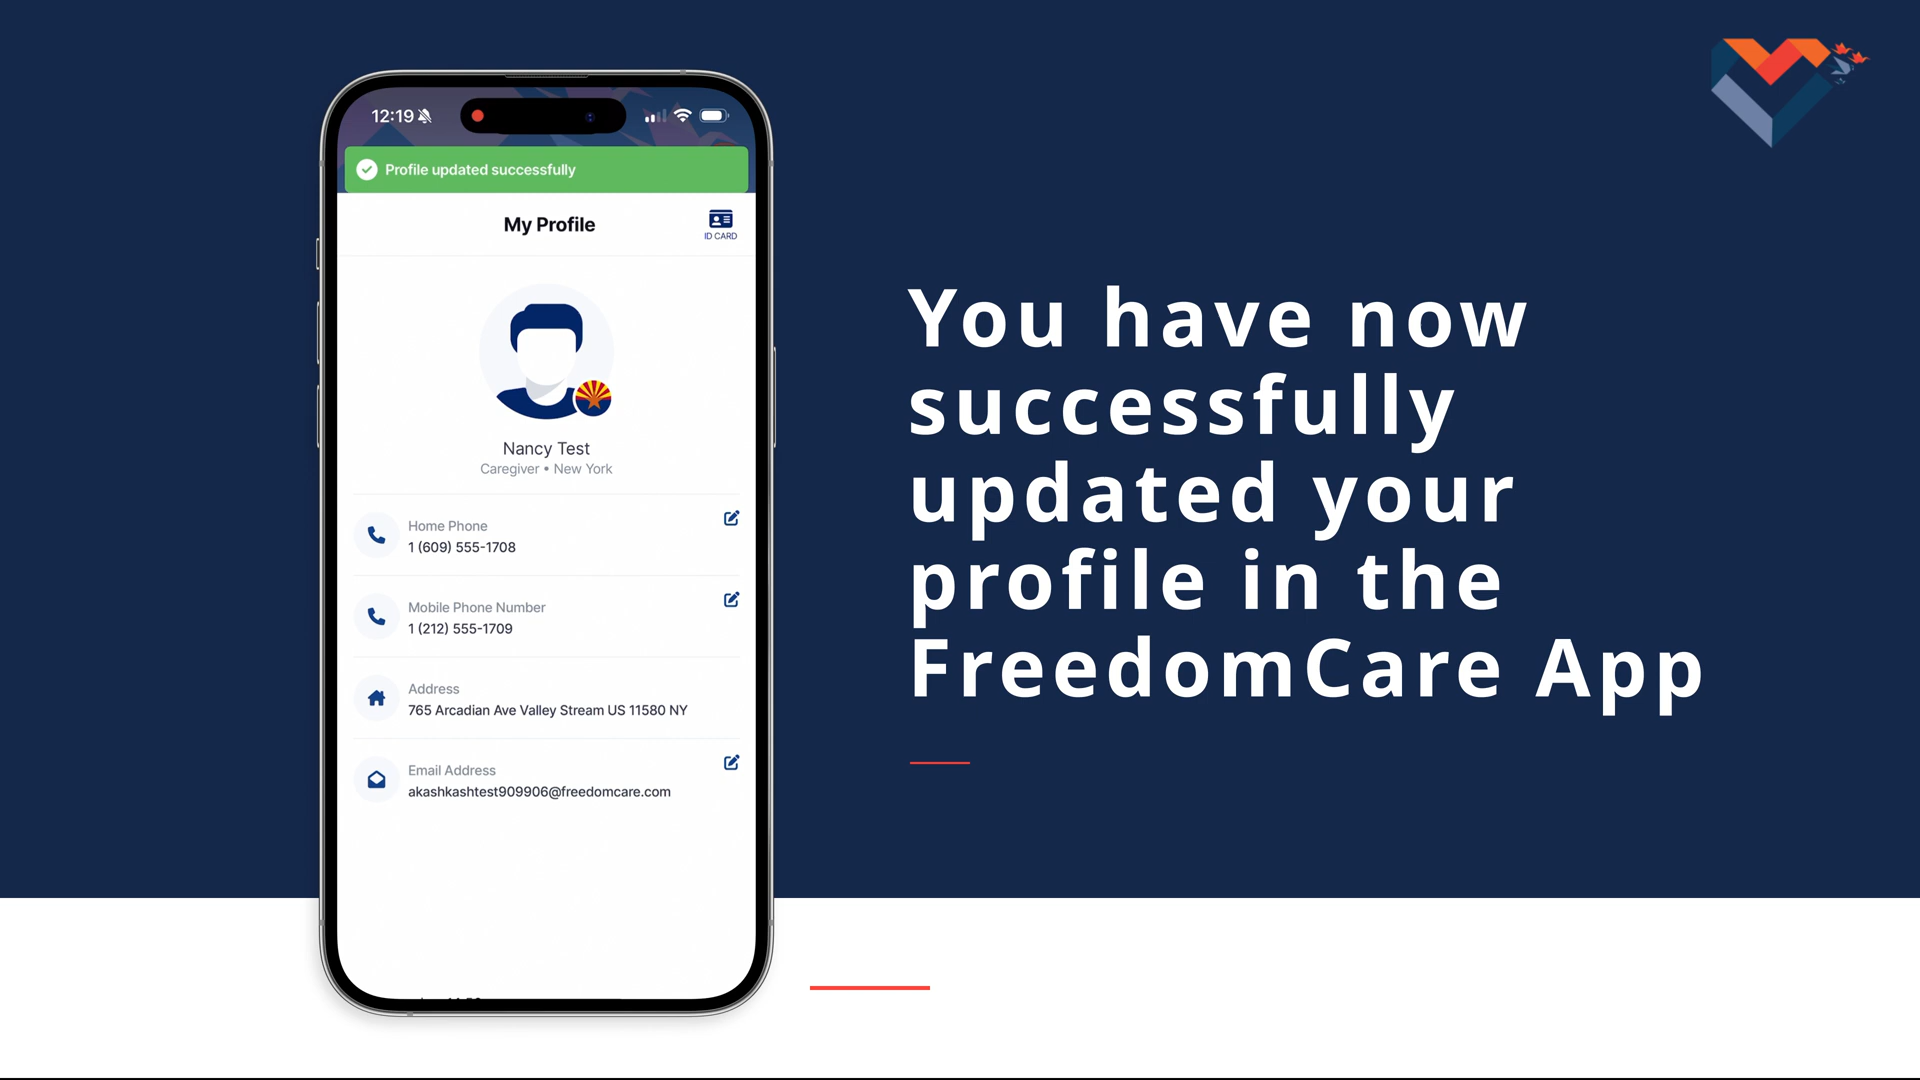 12:19
Profile updated successfully
My Profile
ID CARD
Nancy Test
Caregiver • New York
Home Phone
1 (609) 555-1708
Mobile Phone Number
1 (212) 555-1709
Address
765 Arcadian Ave Valley Stream US 11580 NY
Email Address
akashkashtest909906@freedomcare.com
You have now
successfully
updated your
profile in the
FreedomCare App